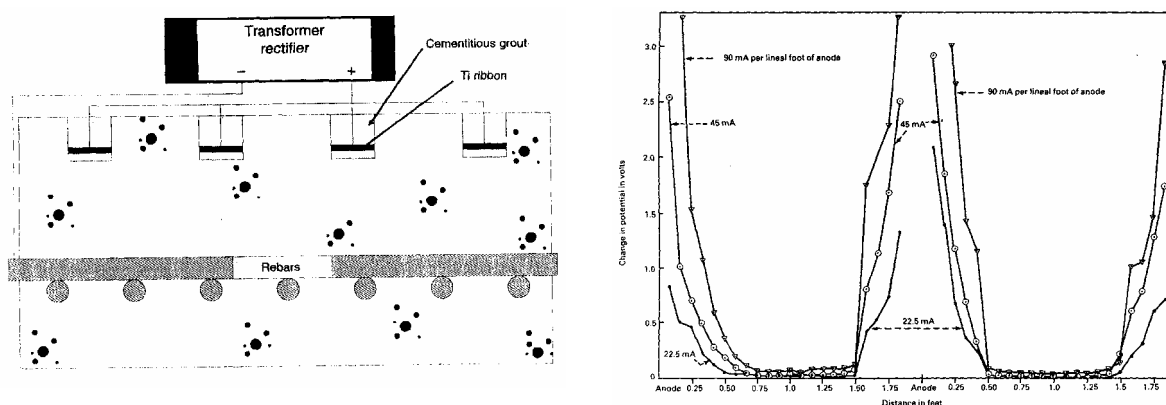 Transformer
rectifier
− +
Cementitious grout
Ti ribbon
Rebars
3.0
2.5
2.0
1.5
1.0
0.5
0
Change in potential in volts
90 mA per lineal foot of anode
45 mA
22.5 mA
45 mA
90 mA per lineal foot of anode
22.5 mA
Anode 0.25 0.50 0.75 1.0 1.25 1.50 1.75 Anode 0.25 0.50 0.75 1.0 1.25 1.50 1.75
Distance in feet